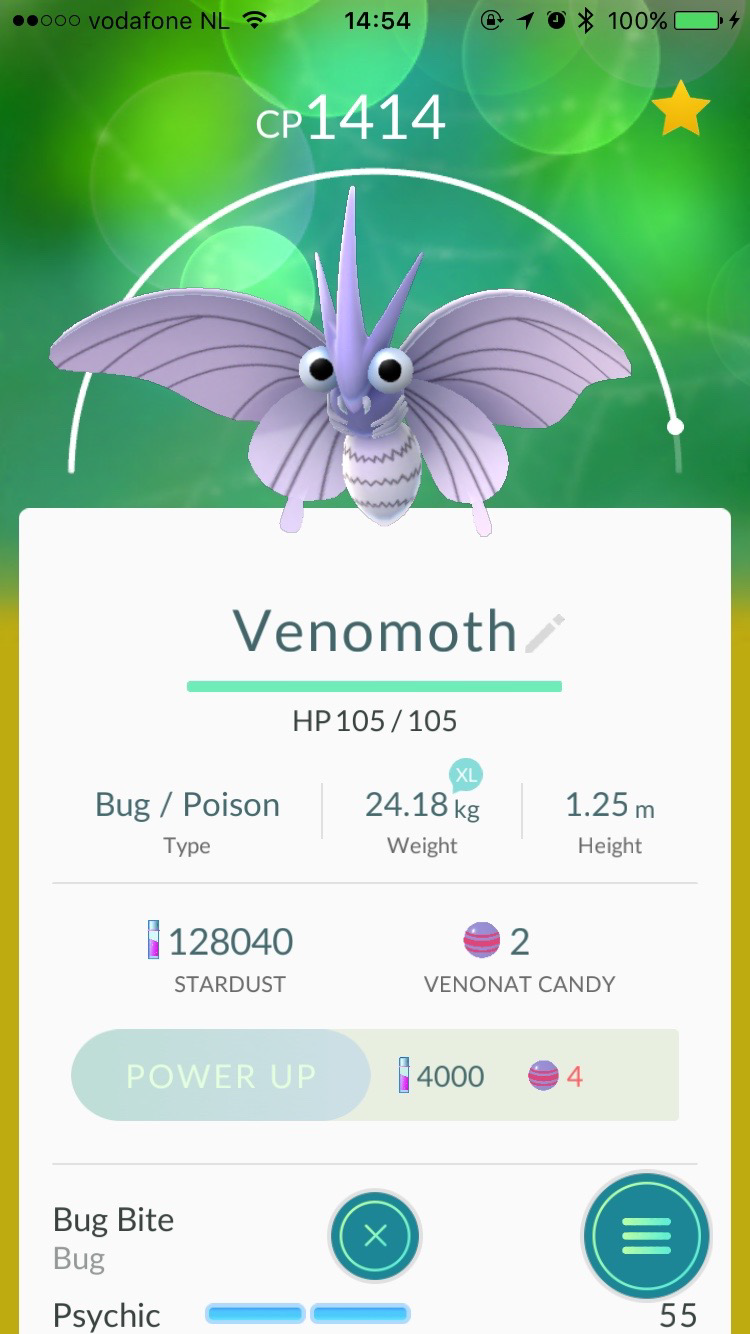 vodafone NL 14:54 100%
CP1414
Venomoth
HP 105 / 105
XL
Bug / Poison 24.18 kg 1.25 m
Type Weight Height
128040 2
STARDUST VENONAT CANDY
POWER UP 4000 4
Bug Bite
Bug
Psychic 55